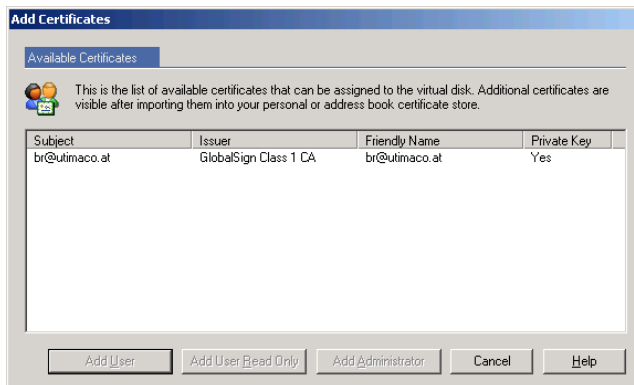 Add Certificates
Available Certificates
This is the list of available certificates that can be assigned to the virtual disk. Additional certificates are
visible after importing them into your personal or address book certificate store.
Subject Issuer Friendly Name Private Key
br@utimaco.at GlobalSign Class 1 CA br@utimaco.at Yes
Add User Add User Read Only Add Administrator Cancel Help